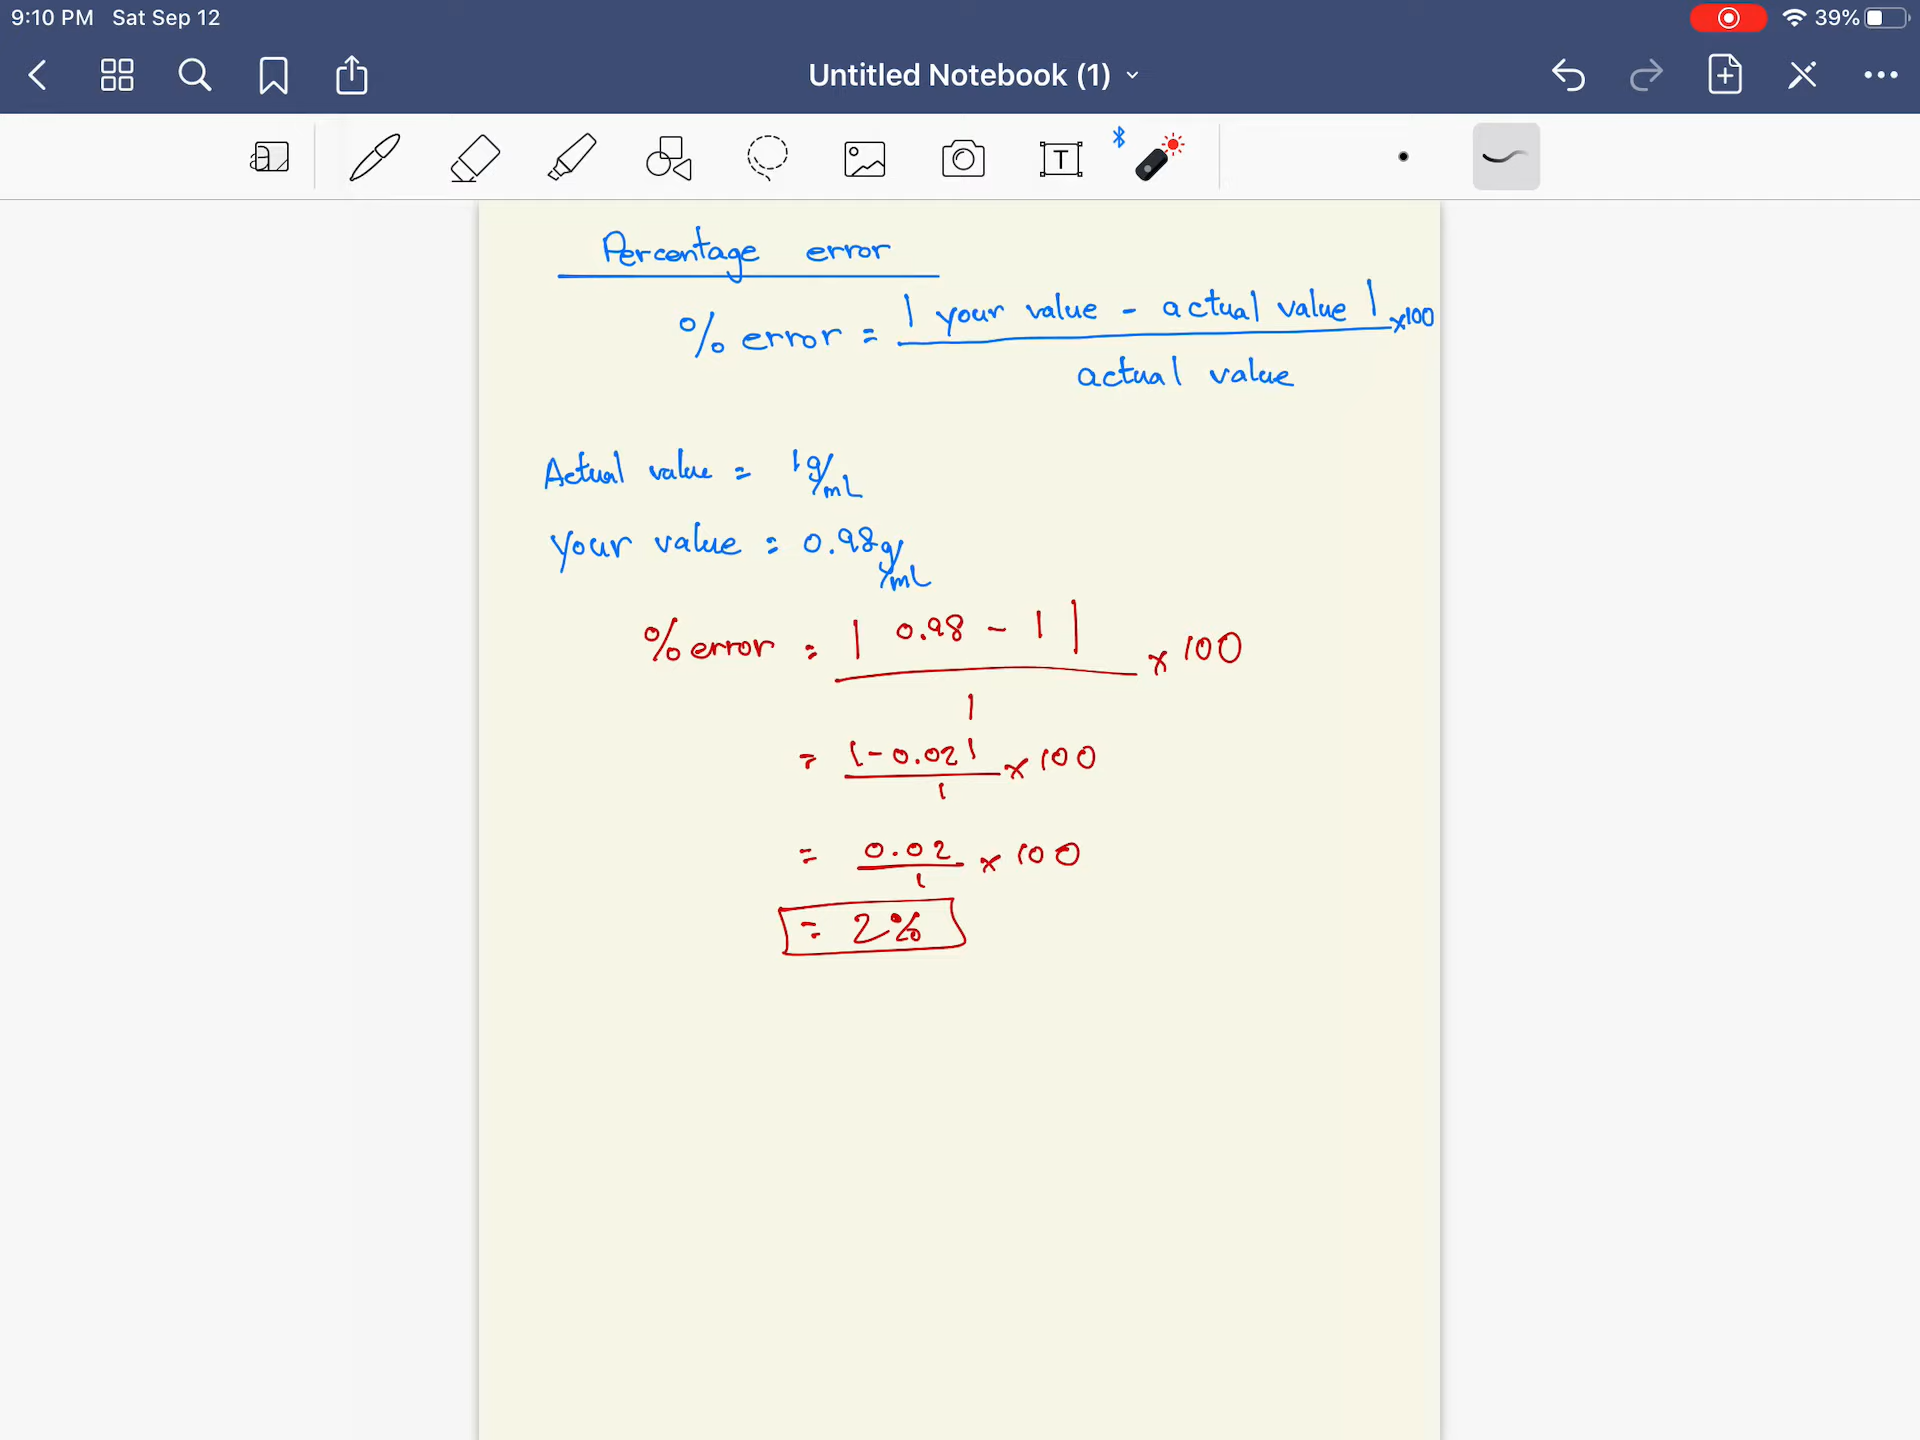 9:10 PM Sat Sep 12 39%
Untitled Notebook (1)
T
Percentage error
% error = | your value - actual value | x100
actual value
Actual value = 1g/mL
your value = 0.98g/mL
% error = | 0.98 - 1 | x 100
1
= |-0.02| x 100
1
= 0.02 x 100
1
= 2%